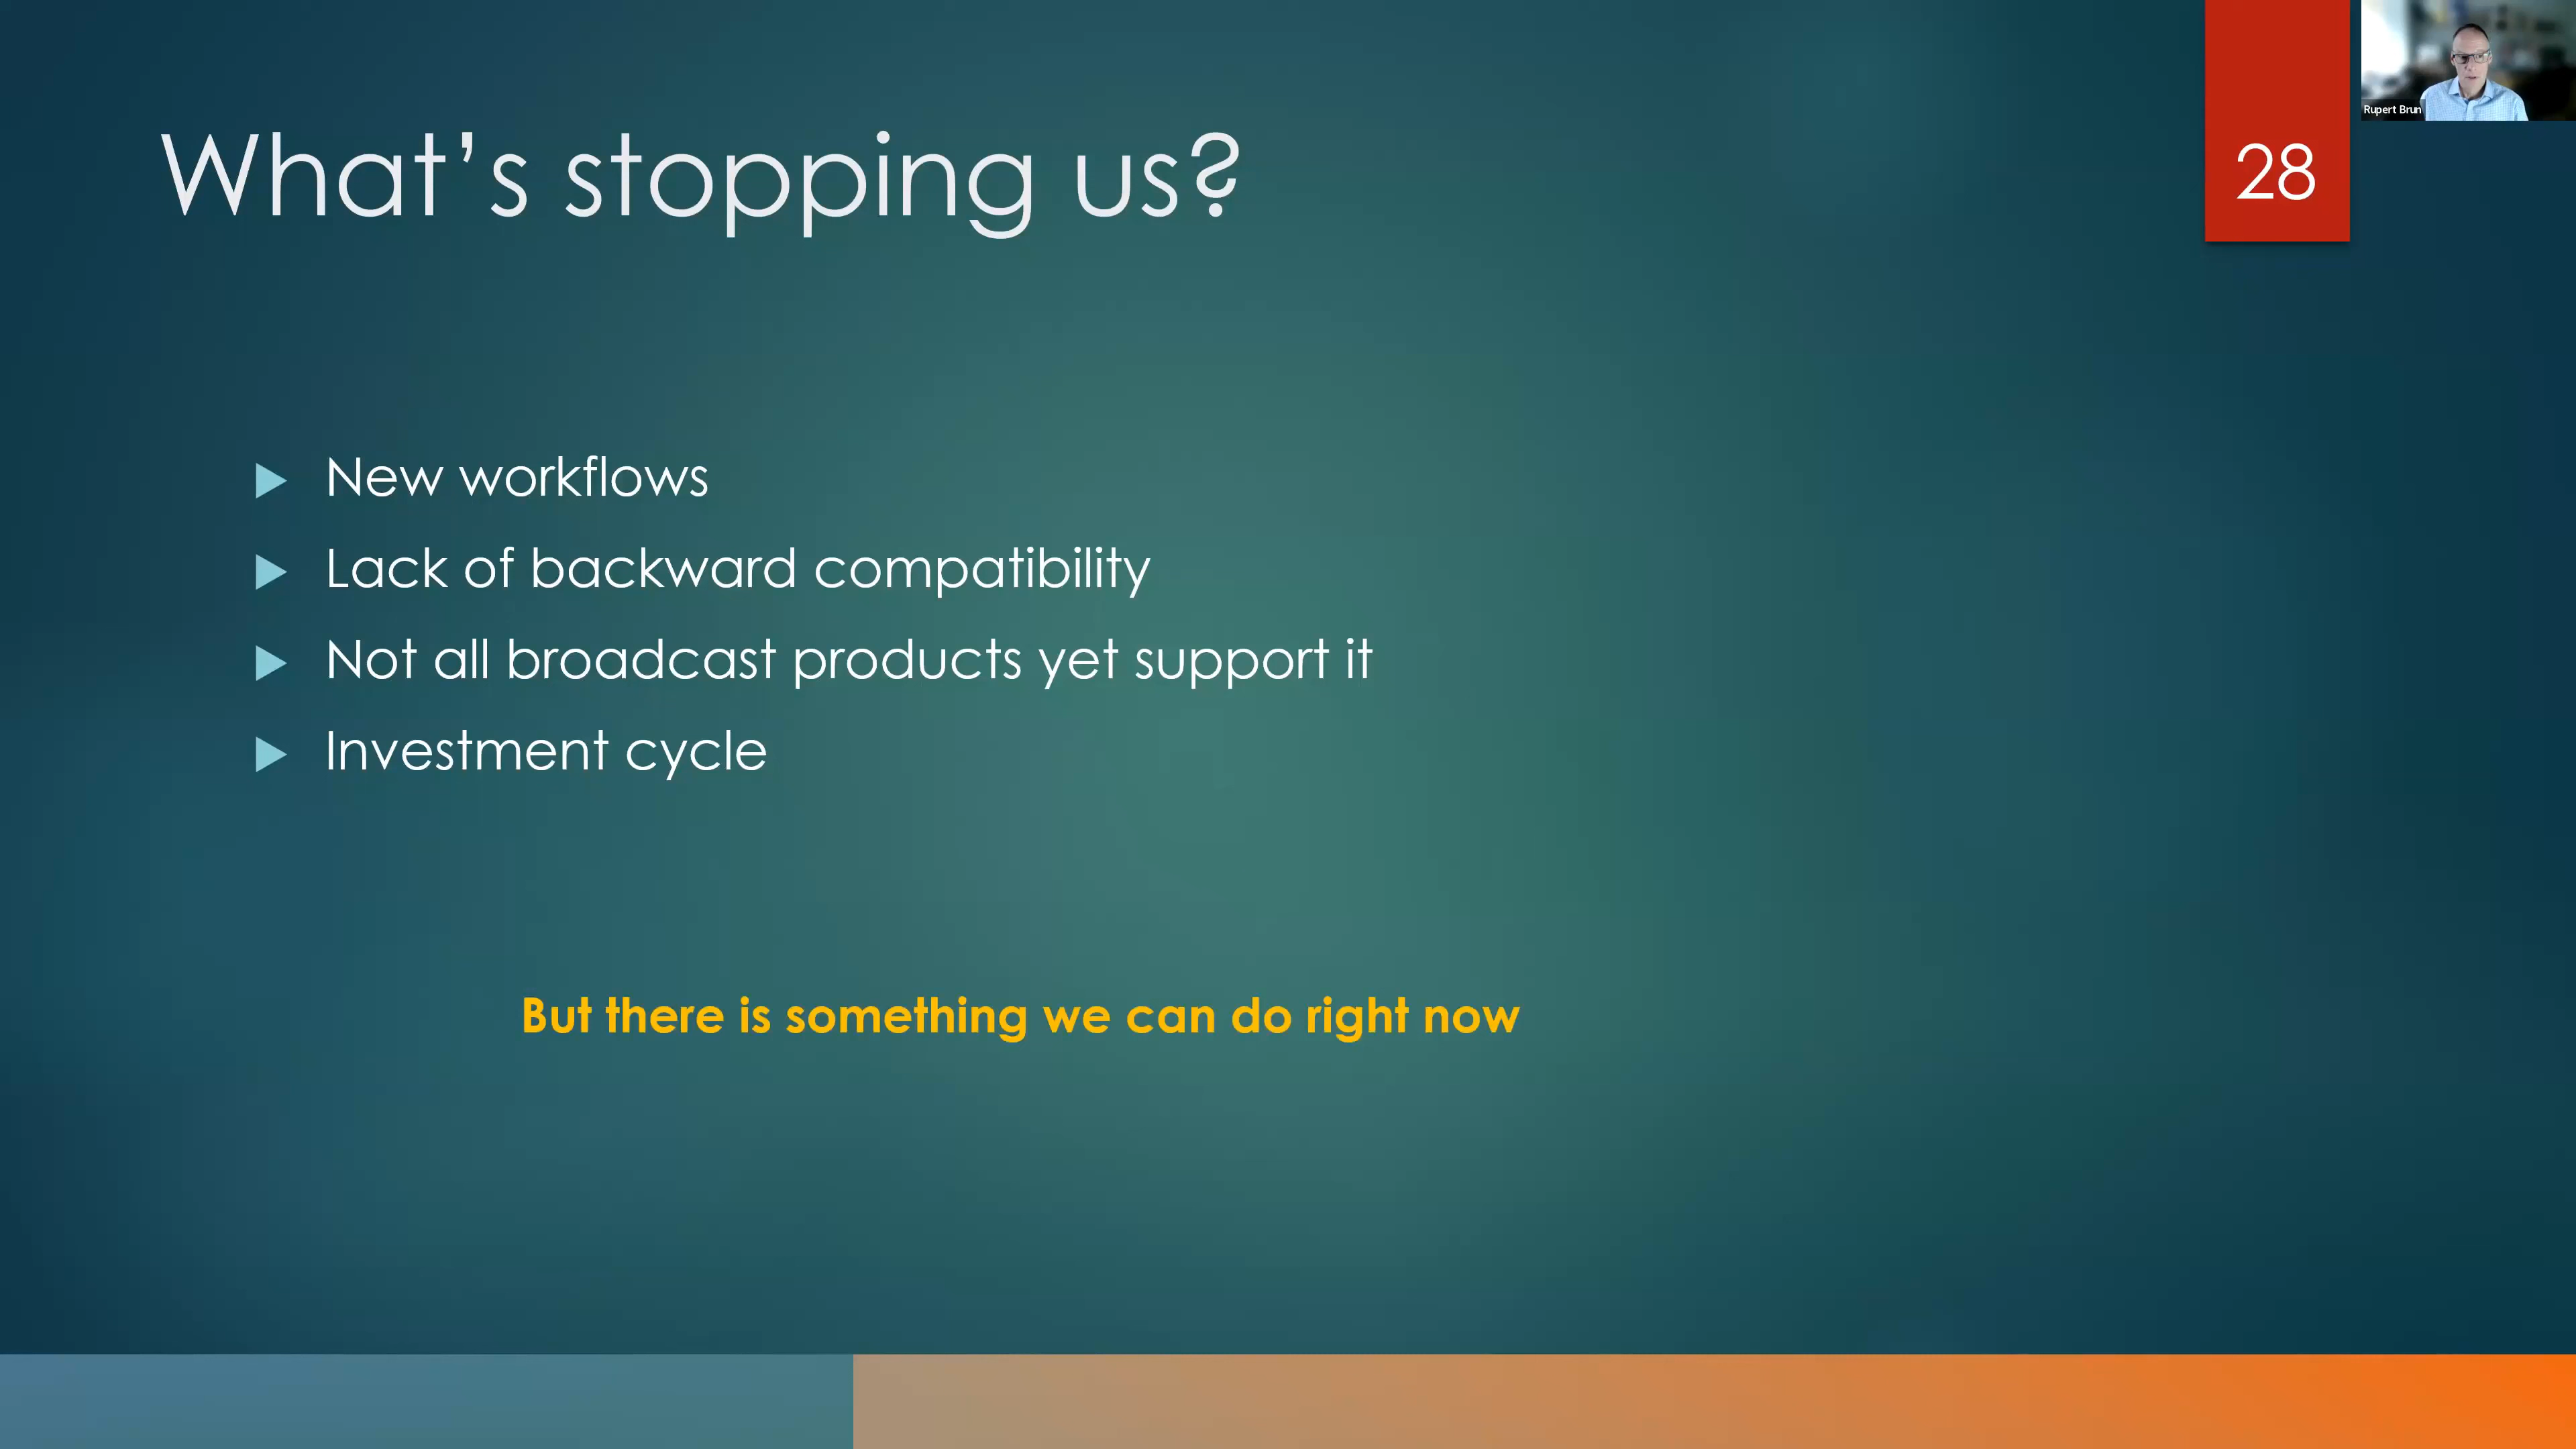 What’s stopping us?
28
Rupert Brun
New workflows
Lack of backward compatibility
Not all broadcast products yet support it
Investment cycle
But there is something we can do right now